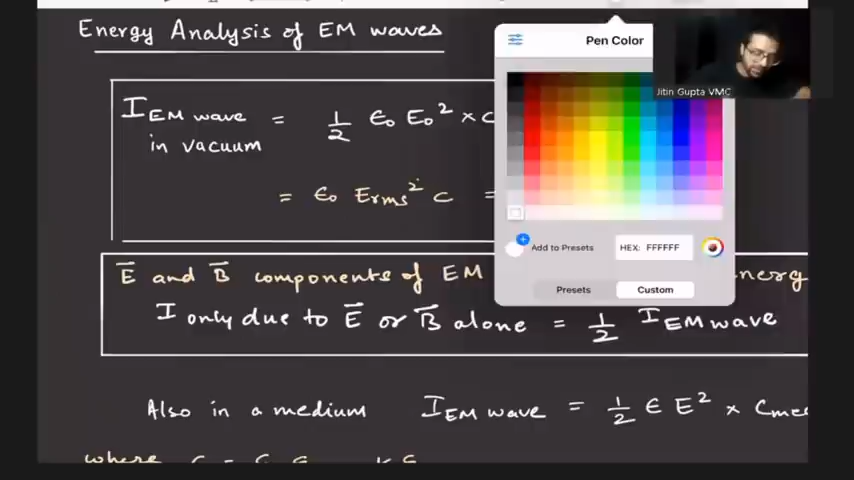 Energy Analysis of EM waves
Pen Color
Jitin Gupta VMC
I EM wave in vacuum = 1/2 ϵ0 E0² × c
= ϵ0 Erms² c =
Add to Presets
HEX: FFFFFF
Presets
Custom
E⃗ and B⃗ components of EM
I only due to E⃗ or B⃗ alone = 1/2 I EM wave
Also in a medium I EM wave = 1/2 ϵ E² ×
where